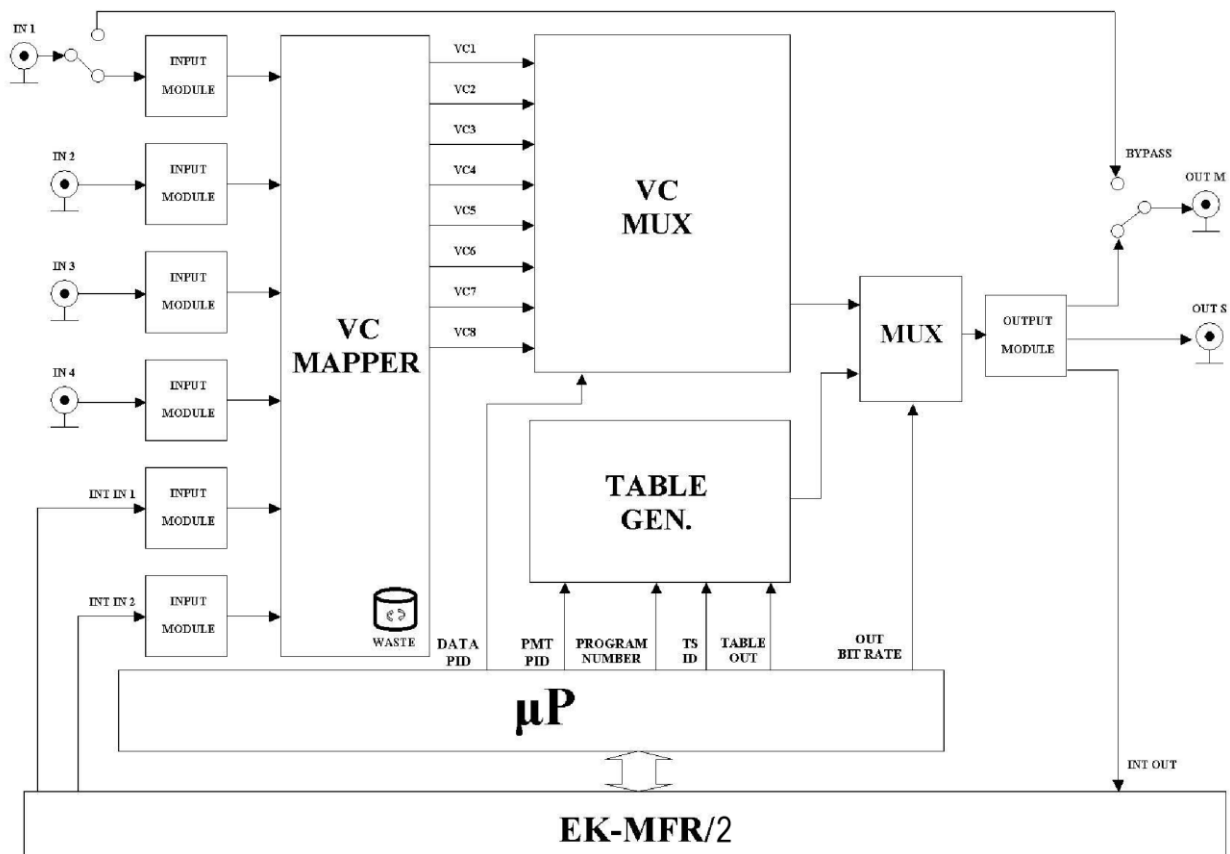 IN 1
INPUT
MODULE
VC1
VC2
VC3
VC4
VC5
VC6
VC7
VC8
IN 2
INPUT
MODULE
IN 3
INPUT
MODULE
IN 4
INPUT
MODULE
INT IN 1
INPUT
MODULE
INT IN 2
INPUT
MODULE
VC
MAPPER
WASTE
VC
MUX
BYPASS
OUT M
OUT S
MUX
OUTPUT
MODULE
TABLE
GEN.
DATA
PID
PMT
PID
PROGRAM
NUMBER
TS
ID
TABLE
OUT
OUT
BIT RATE
µP
INT OUT
EK-MFR/2